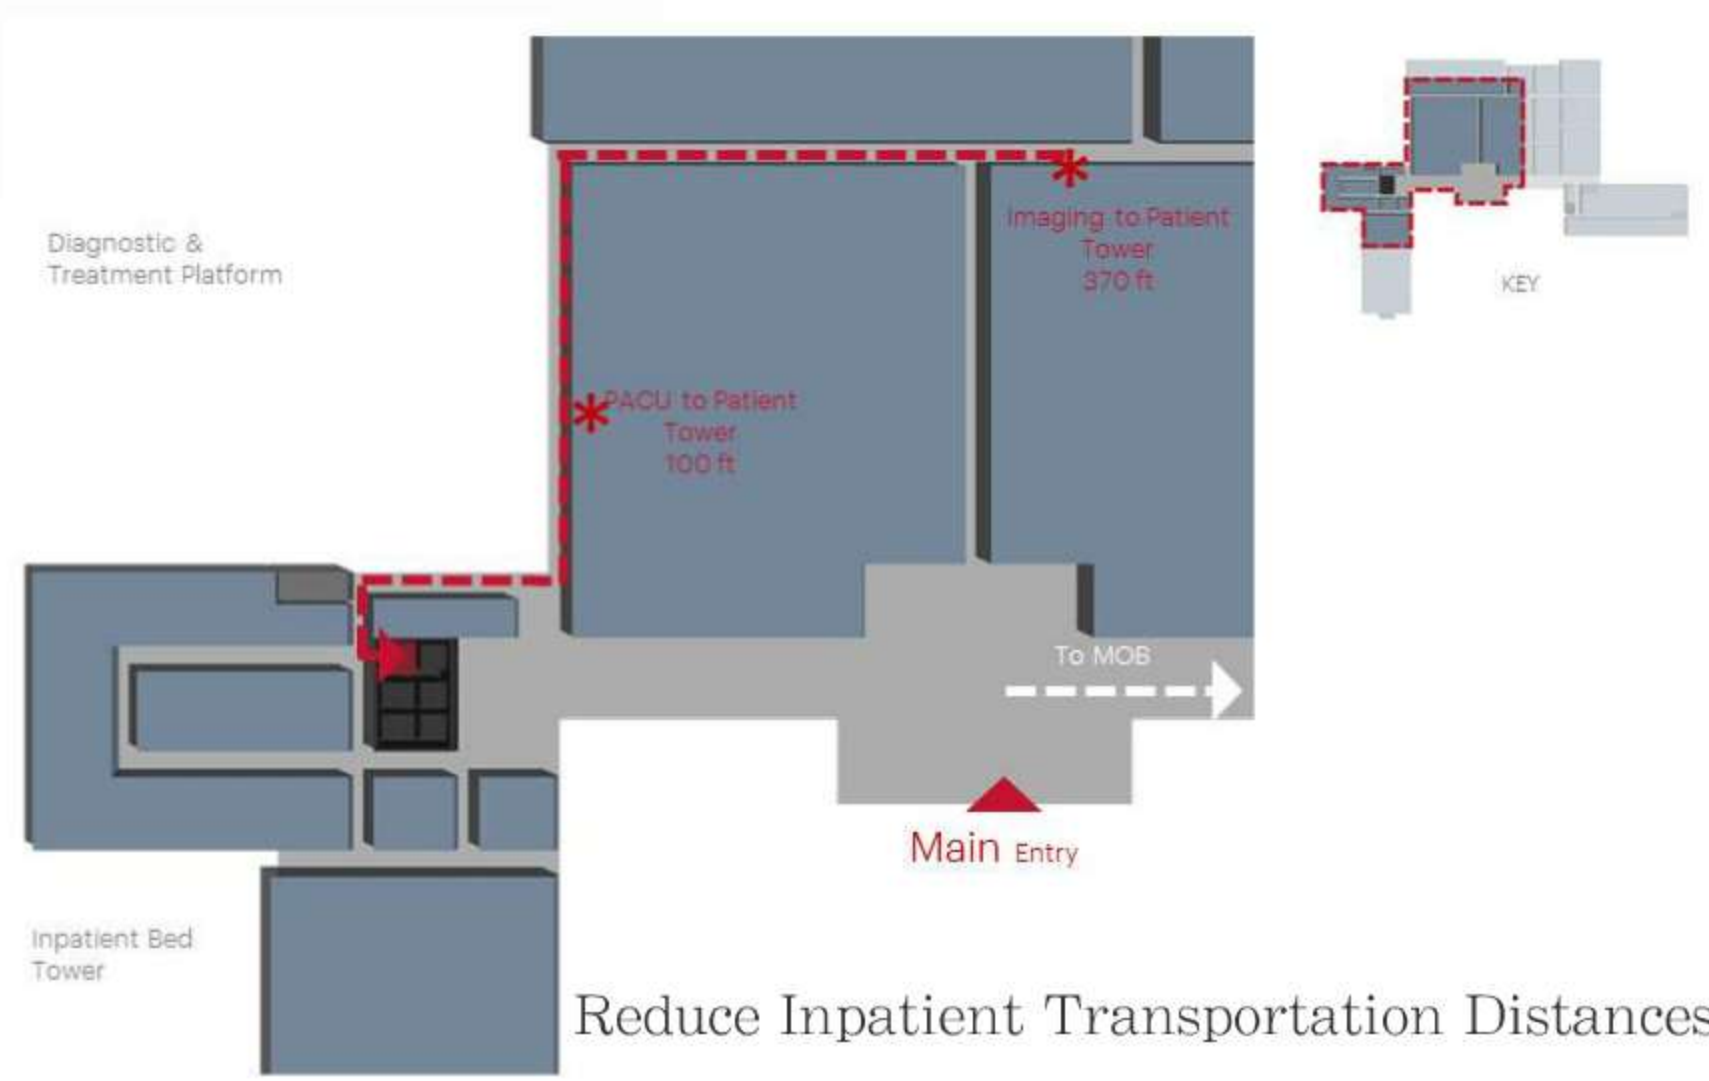 Diagnostic &
Treatment Platform
Imaging to Patient
Tower
370 ft
KEY
PACU to Patient
Tower
100 ft
To MOB
Main Entry
Inpatient Bed
Tower
Reduce Inpatient Transportation Distances